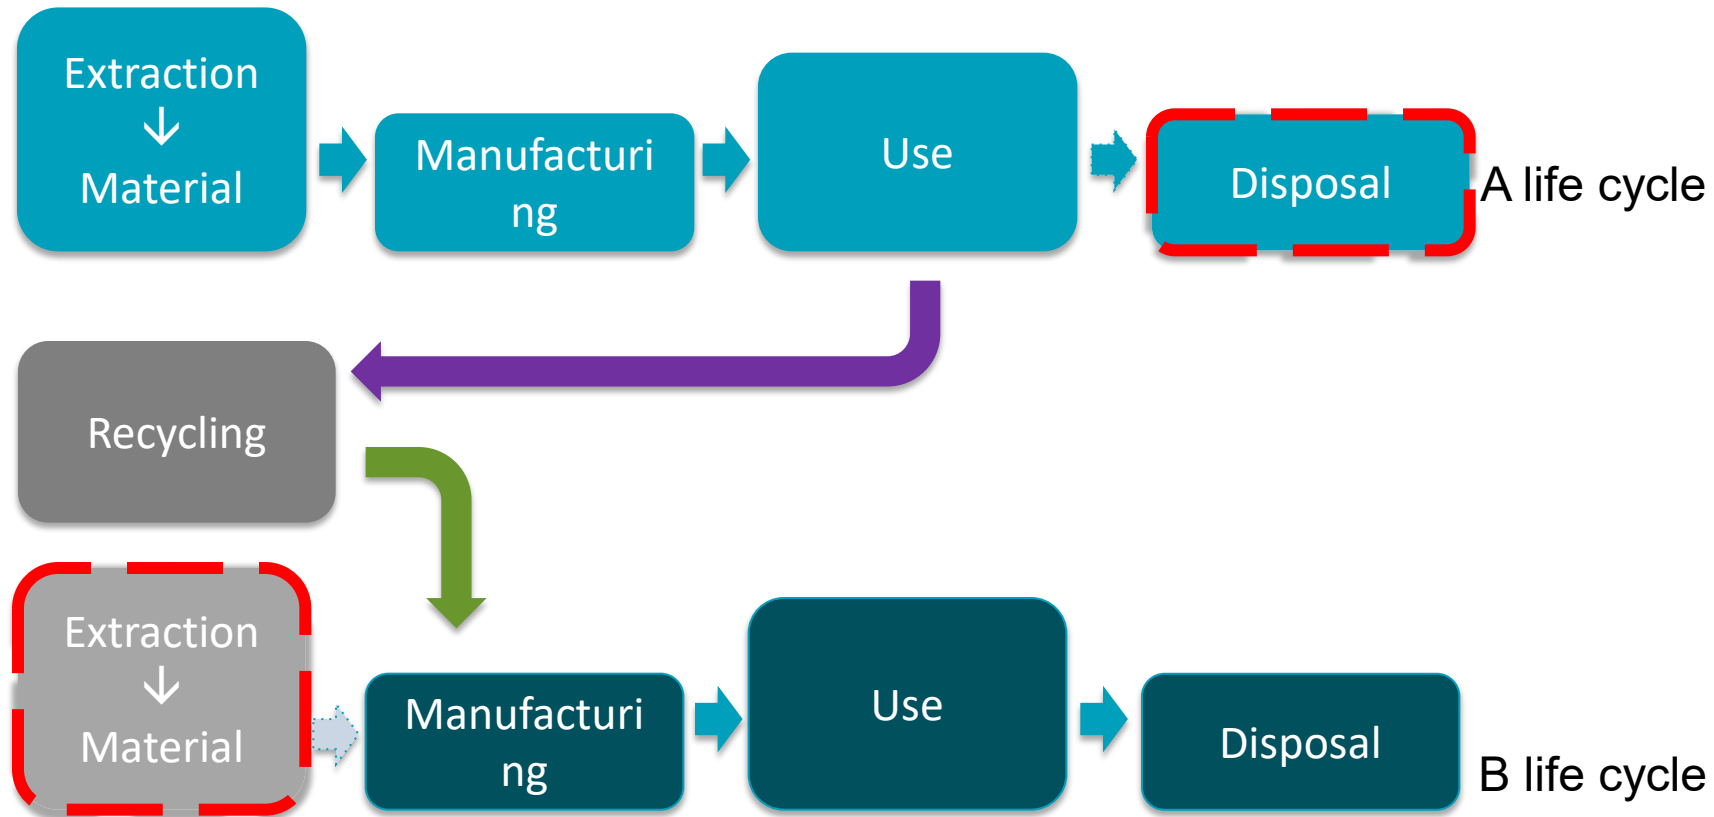 Extraction
↓
Material
Manufacturi
ng
Use
Disposal
A life cycle
Recycling
Extraction
↓
Material
Manufacturi
ng
Use
Disposal
B life cycle